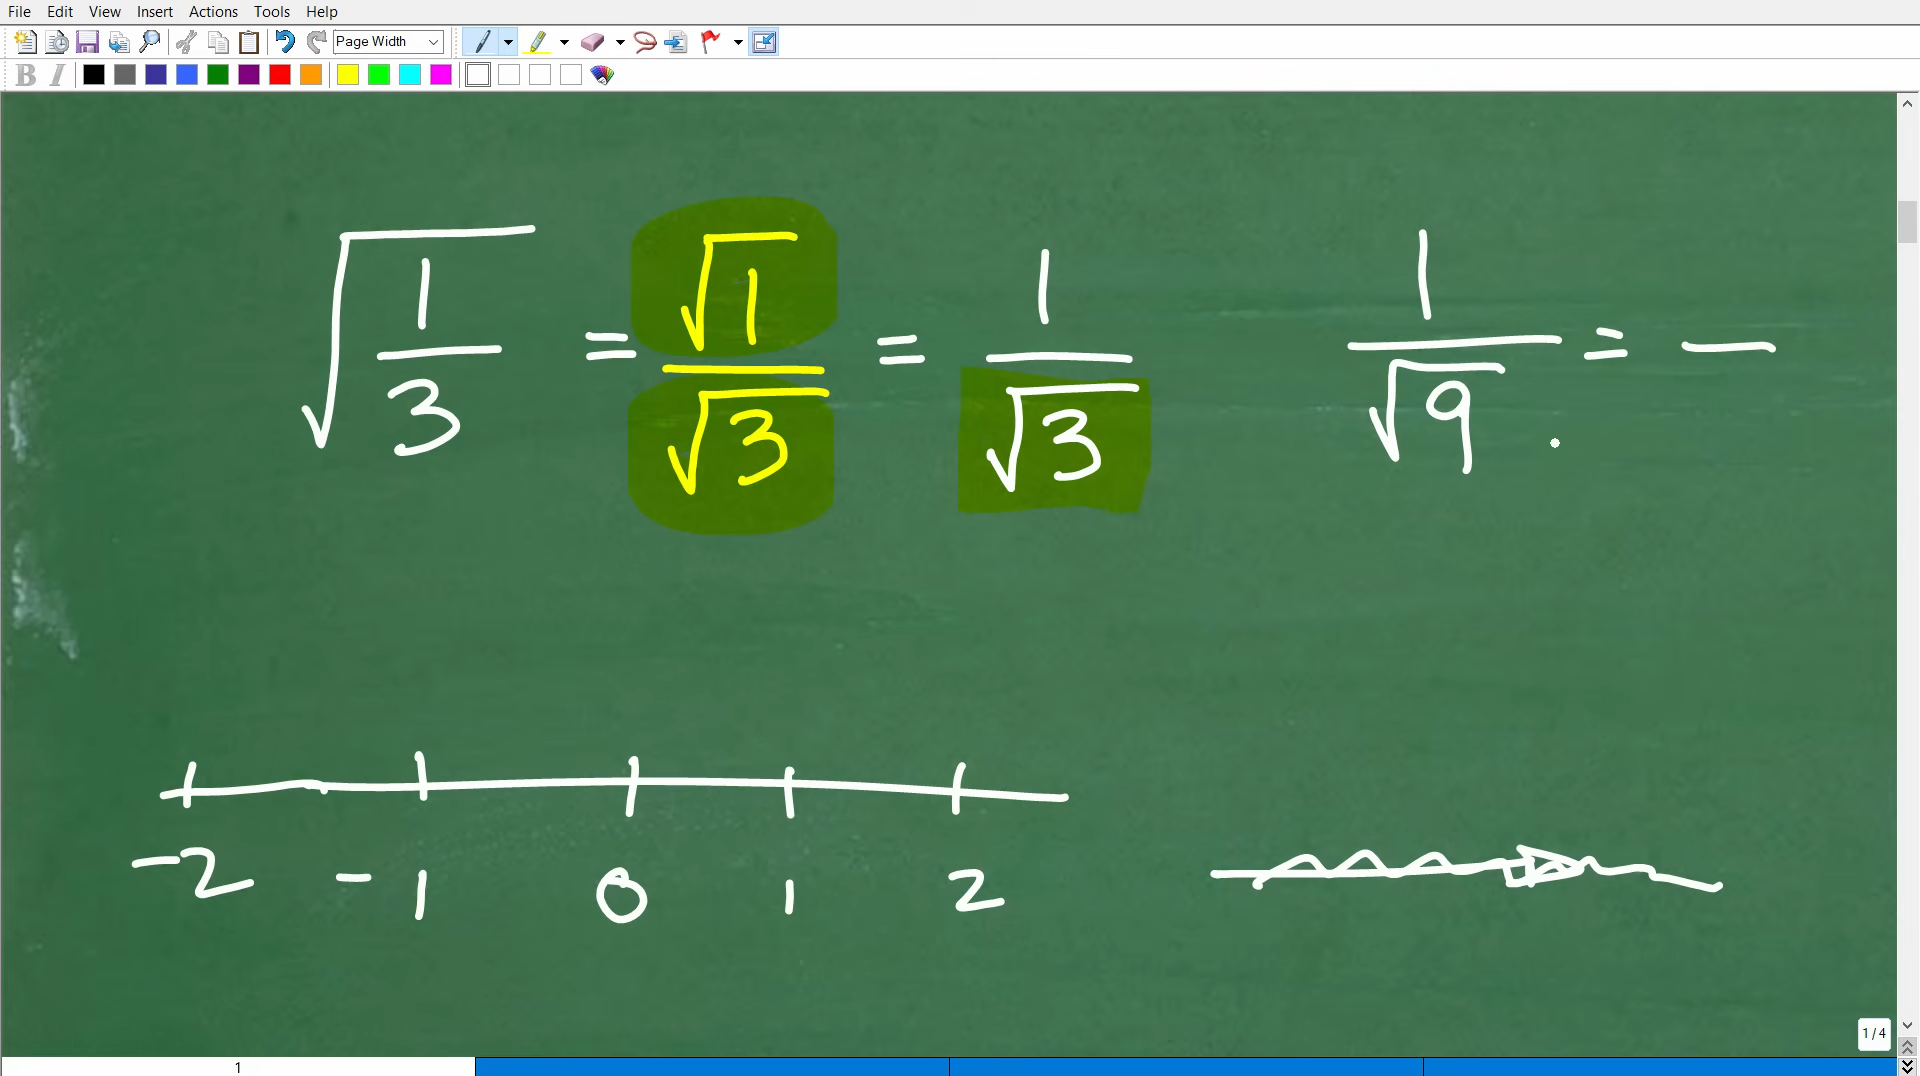 File Edit View Insert Actions Tools Help
Page Width
B I
√(1/3) = √1/√3 = 1/√3
1/√9 = —
-2 -1 0 1 2
1/4
1